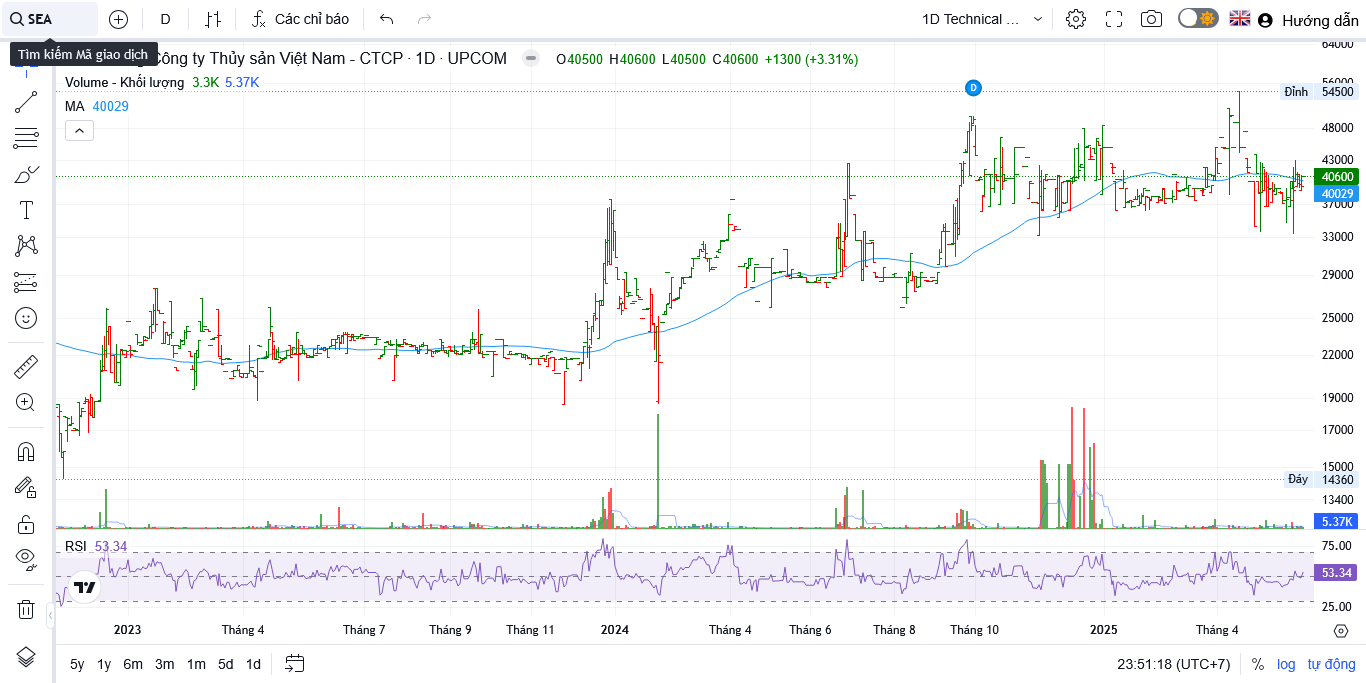 SEA D Các chỉ báo 1D Technical ... Hướng dẫn
Tìm kiếm Mã giao dịch
Công ty Thủy sản Việt Nam - CTCP · 1D · UPCOM O40500 H40600 L40500 C40600 +1300 (+3.31%)
Volume - Khối lượng 3.3K 5.37K
MA 40029
64000
56000
Đỉnh 54500
48000
43000
40600
40029
37000
33000
29000
25000
22000
19000
17000
15000
Đáy 14360
13400
5.37K
RSI 53.34
75.00
53.34
25.00
2023 Tháng 4 Tháng 7 Tháng 9 Tháng 11 2024 Tháng 4 Tháng 6 Tháng 8 Tháng 10 2025 Tháng 4
5y 1y 6m 3m 1m 5d 1d 23:51:18 (UTC+7) % log tự động
D